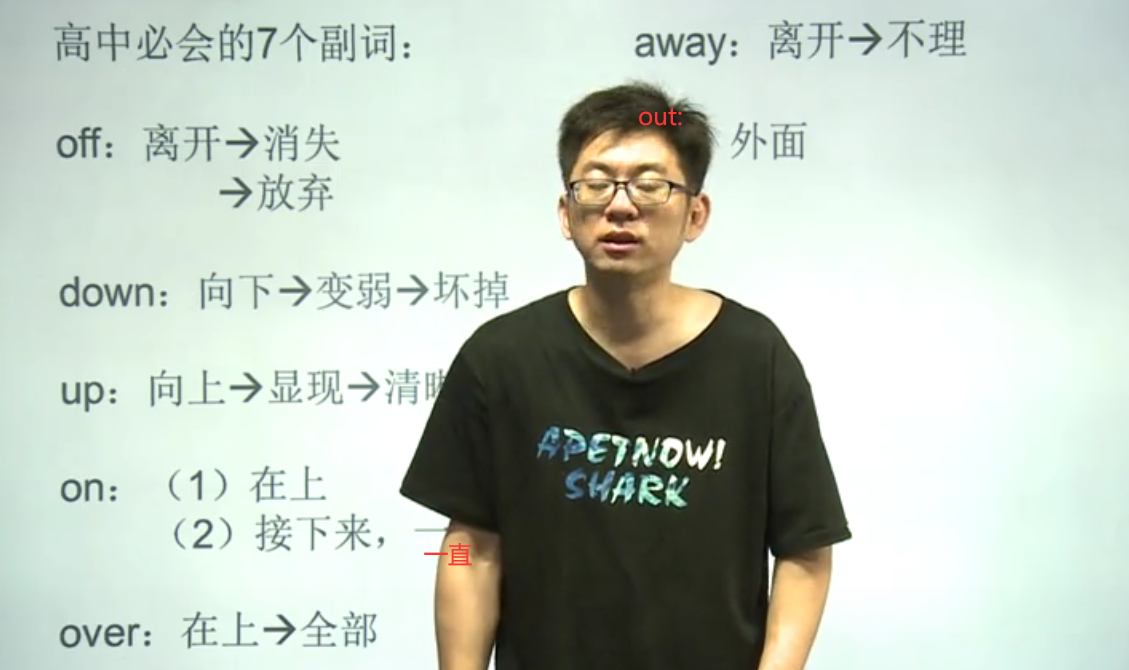 高中必会的7个副词：
off：离开→消失
→放弃
down：向下→变弱→坏掉
up：向上→显现→清晰
on：（1）在上
（2）接下来，一
一直
over：在上→全部
away：离开→不理
out:
外面
APETNOW!
SHARK